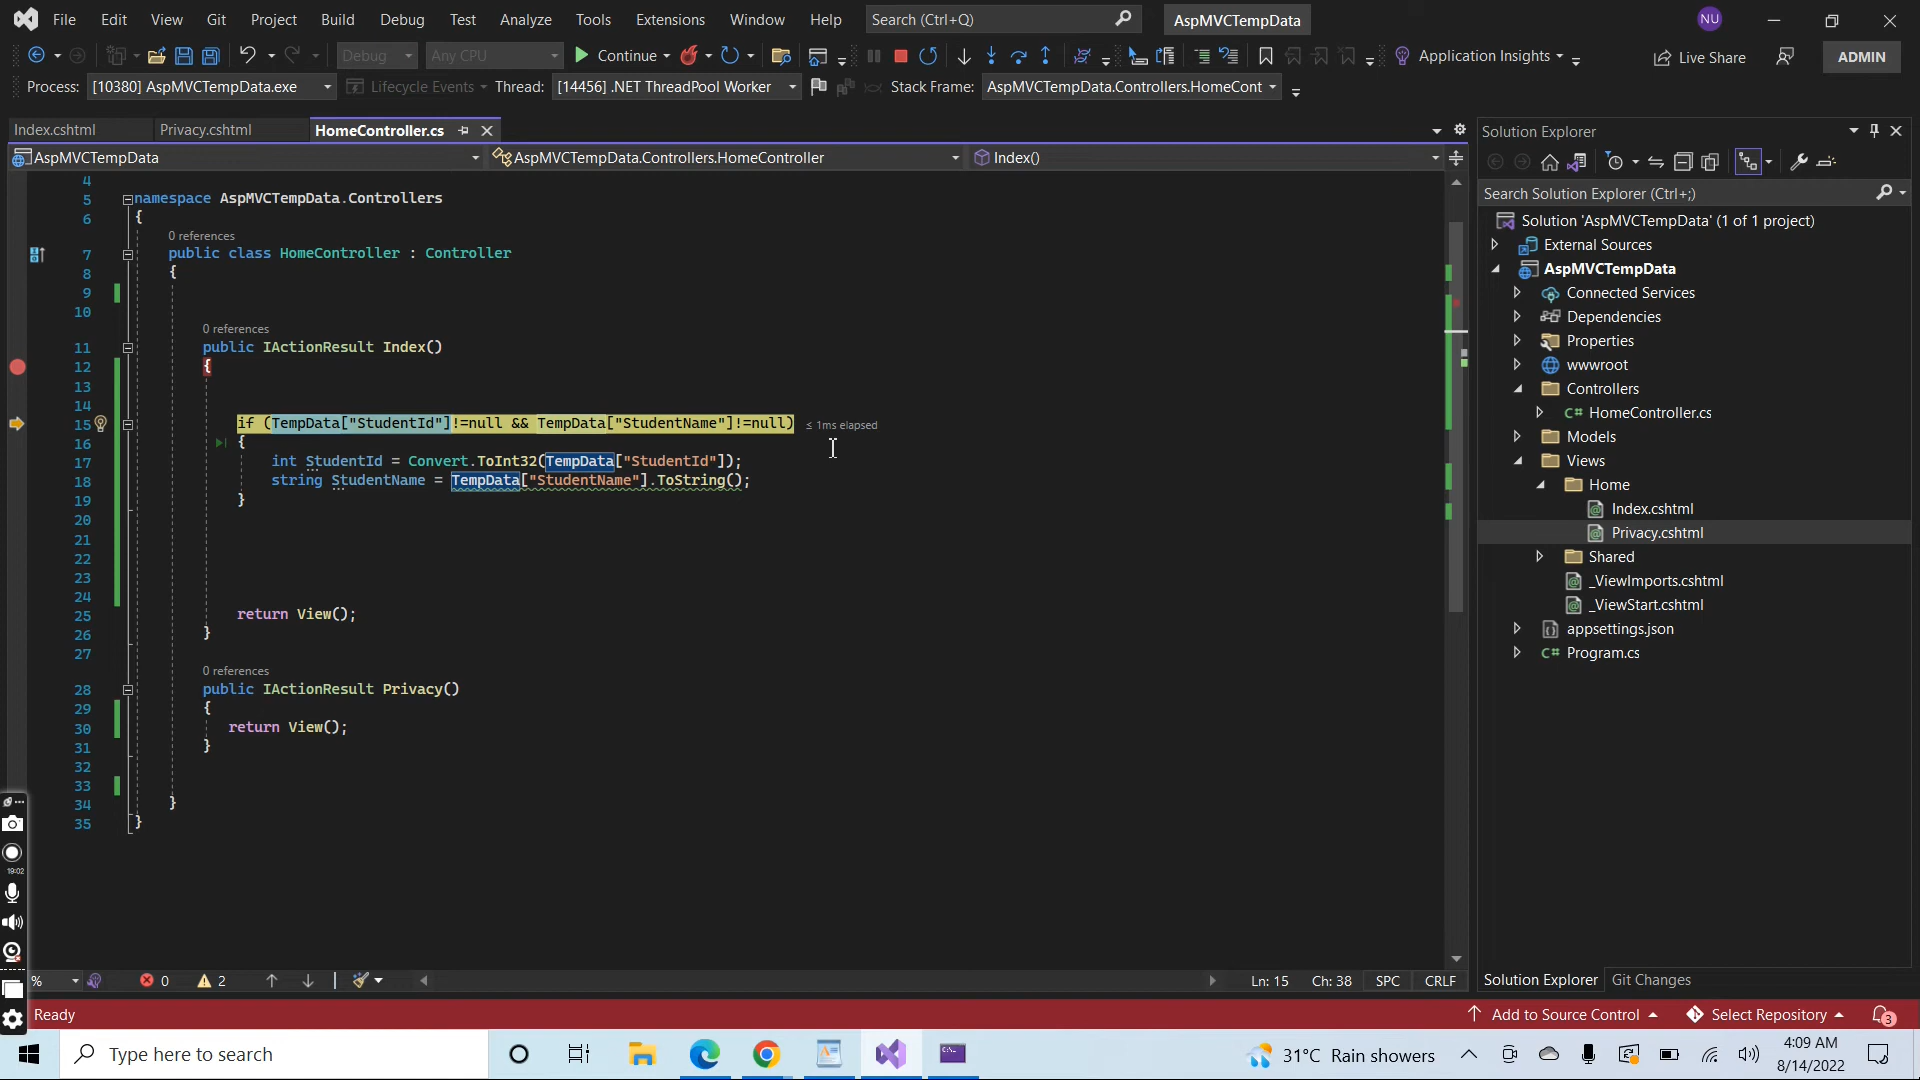 File Edit View Git Project Build Debug Test Analyze Tools Extensions Window Help Search (Ctrl+Q) AspMVCTempData NU
Debug Any CPU Continue Application Insights Live Share ADMIN
Process: [10380] AspMVCTempData.exe Lifecycle Events Thread: [14456] .NET ThreadPool Worker Stack Frame: AspMVCTempData.Controllers.HomeCont
Index.cshtml Privacy.cshtml HomeController.cs
AspMVCTempData AspMVCTempData.Controllers.HomeController Index()
4
5 namespace AspMVCTempData.Controllers
6 {
0 references
7 public class HomeController : Controller
8 {
9
10
0 references
11 public IActionResult Index()
12 {
13
14
15 if (TempData["StudentId"]!=null && TempData["StudentName"]!=null) ≤ 1ms elapsed
16 {
17 int StudentId = Convert.ToInt32(TempData["StudentId"]);
18 string StudentName = TempData["StudentName"].ToString();
19 }
20
21
22
23
24
25 return View();
26 }
27
0 references
28 public IActionResult Privacy()
29 {
30 return View();
31 }
32
33
34 }
35 }
% 0 2 Ln: 15 Ch: 38 SPC CRLF
Solution Explorer
Search Solution Explorer (Ctrl+;)
Solution 'AspMVCTempData' (1 of 1 project)
External Sources
AspMVCTempData
Connected Services
Dependencies
Properties
wwwroot
Controllers
C# HomeController.cs
Models
Views
Home
Index.cshtml
Privacy.cshtml
Shared
_ViewImports.cshtml
_ViewStart.cshtml
appsettings.json
C# Program.cs
Solution Explorer Git Changes
19:02
Ready Add to Source Control Select Repository 3
Type here to search 31°C Rain showers 4:09 AM
8/14/2022